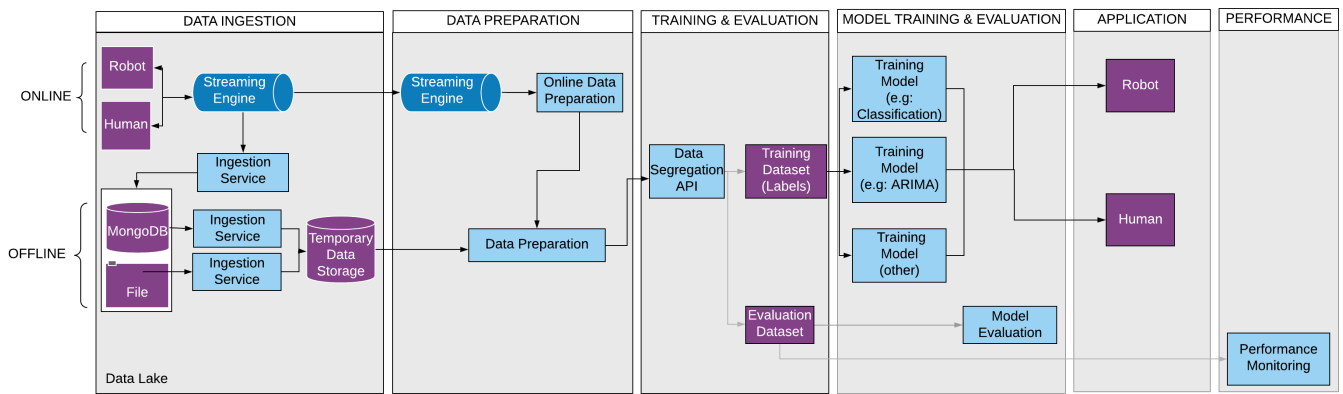 DATA INGESTION
DATA PREPARATION
TRAINING & EVALUATION
MODEL TRAINING & EVALUATION
APPLICATION
PERFORMANCE
ONLINE
Robot
Human
Streaming
Engine
Ingestion
Service
OFFLINE
MongoDB
File
Ingestion
Service
Ingestion
Service
Temporary
Data
Storage
Data Lake
Streaming
Engine
Online Data
Preparation
Data Preparation
Data
Segregation
API
Training
Dataset
(Labels)
Evaluation
Dataset
Training
Model
(e.g:
Classification)
Training
Model
(e.g: ARIMA)
Training
Model
(other)
Model
Evaluation
Robot
Human
Performance
Monitoring